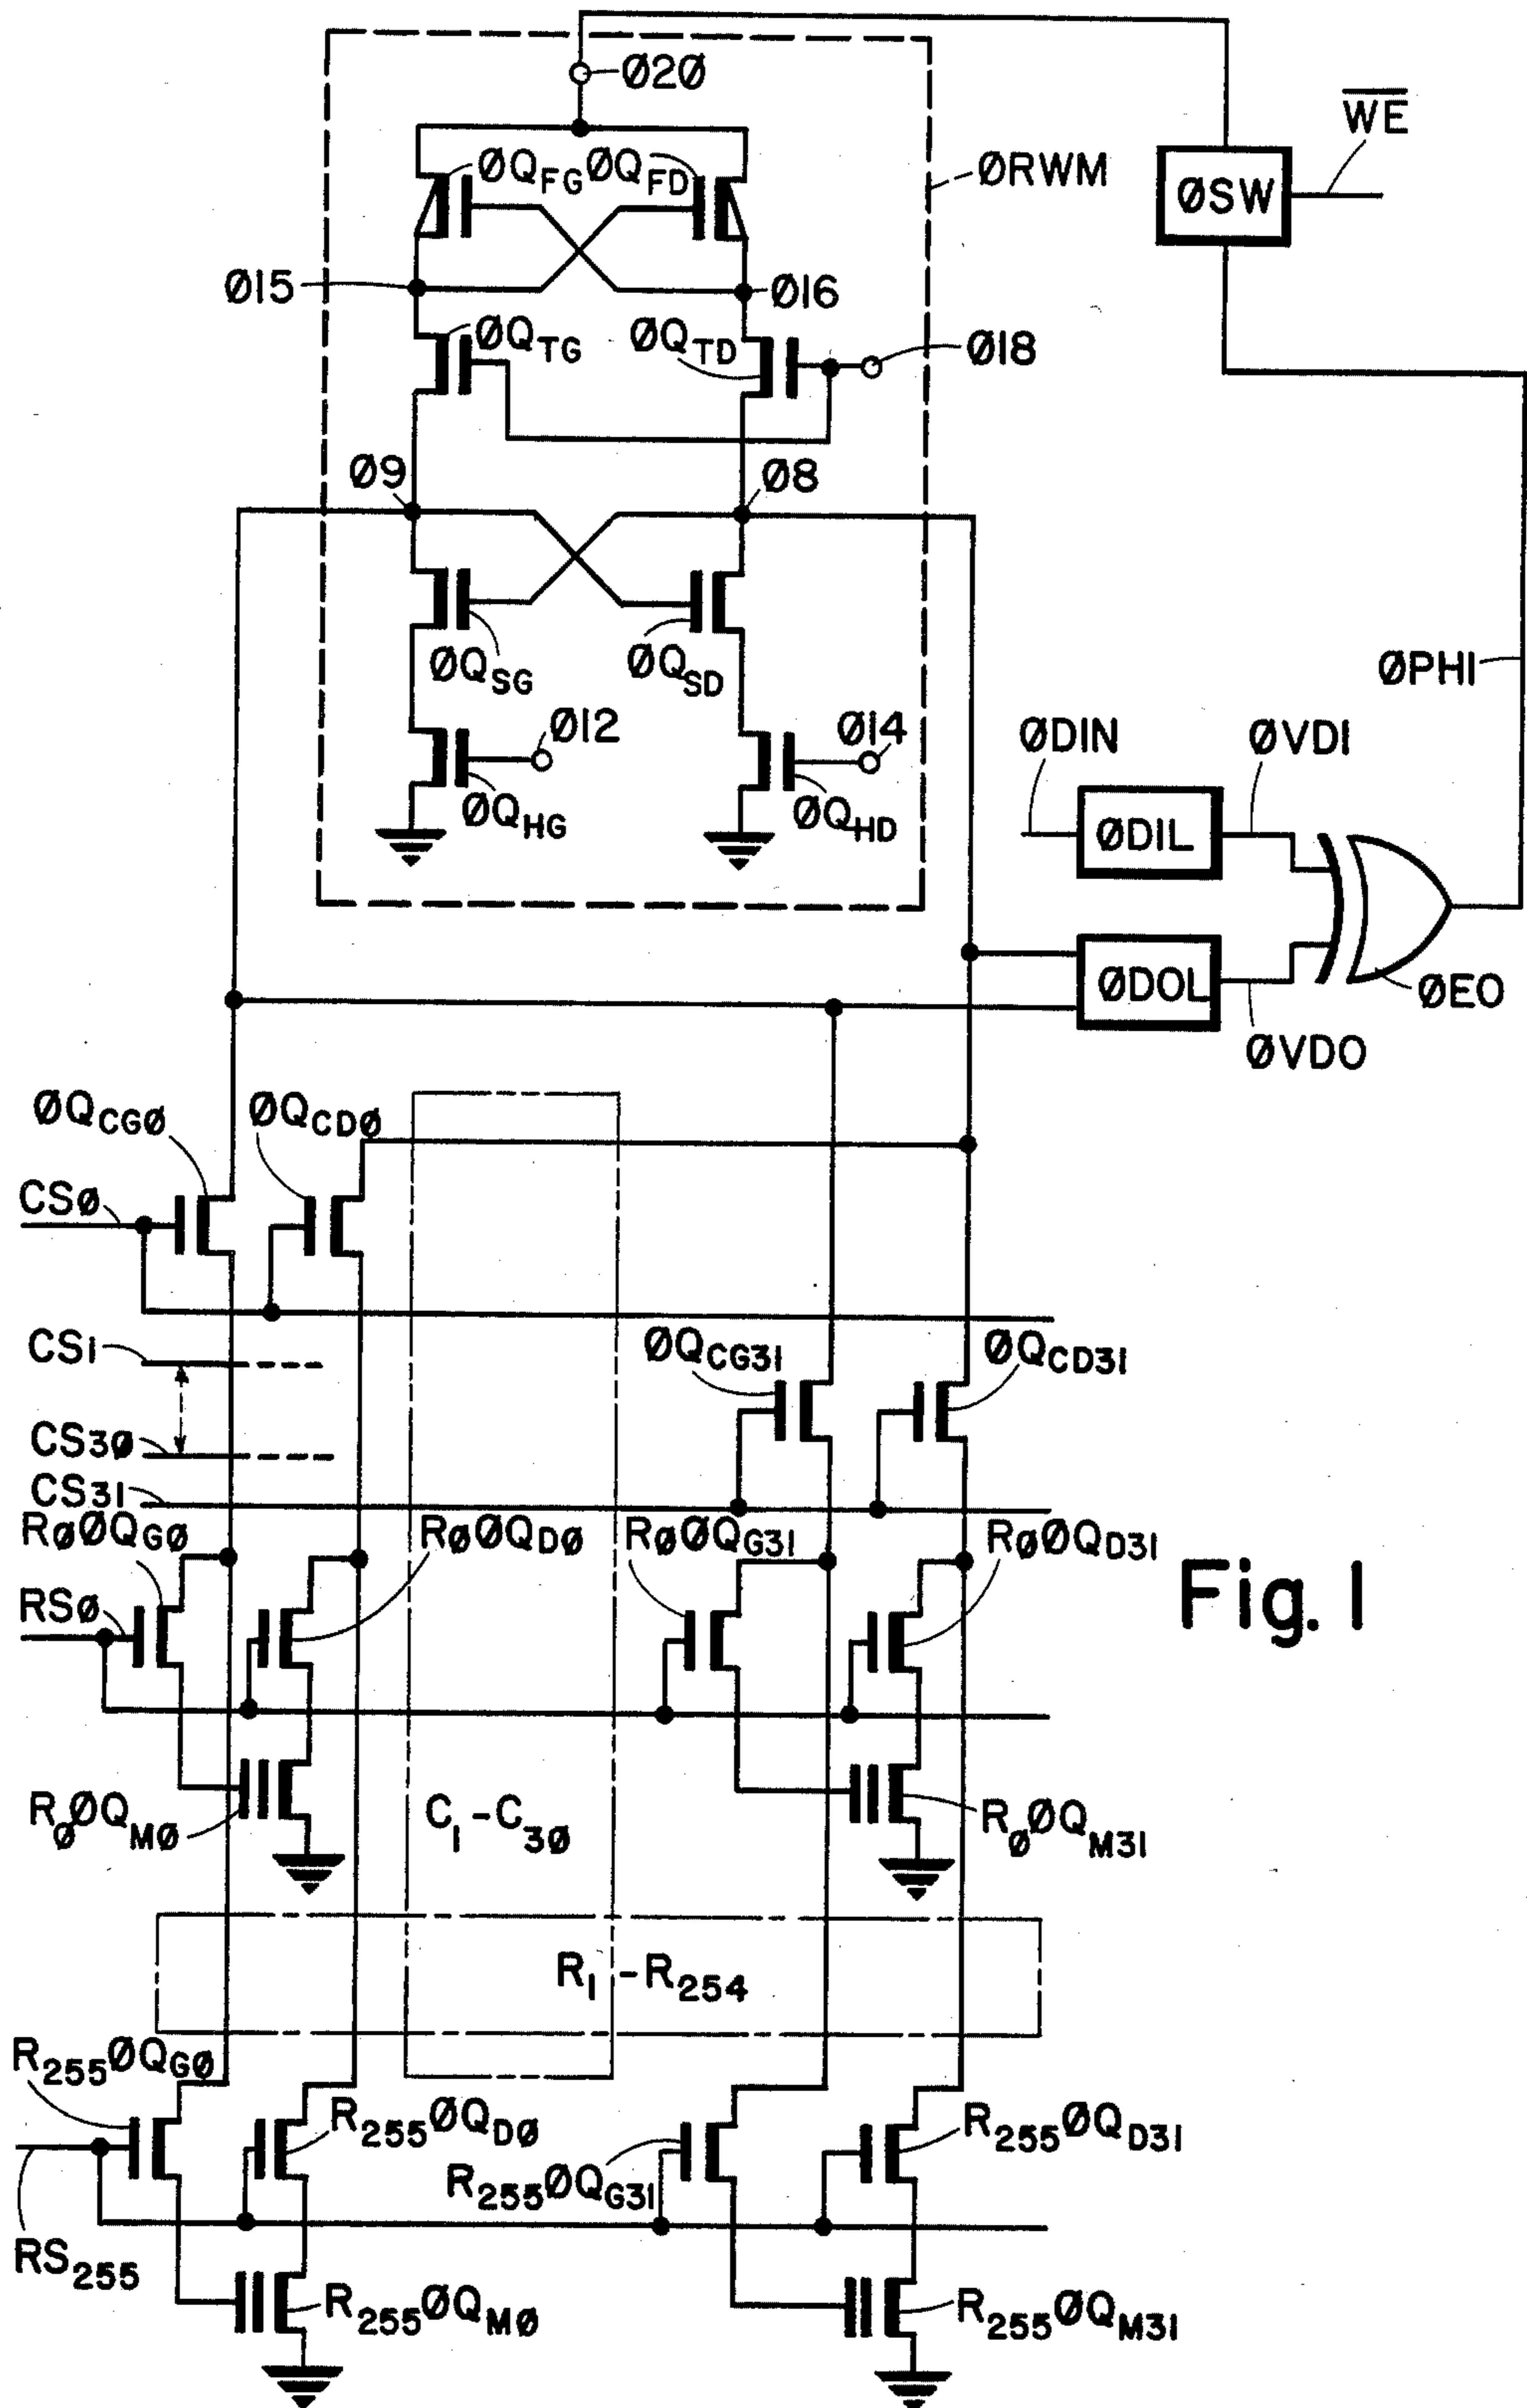 Ø2Ø
WE
ØQFG ØQFD
ØRWM
ØSW
Ø15
Ø16
ØQTG
ØQTD
Ø18
Ø9
Ø8
ØQSG
ØQSD
ØPHI
Ø12
Ø14
ØDIN
ØVDI
ØQHG
ØQHD
ØDIL
ØDOL
ØEO
ØVDO
ØQCGØ
ØQCDØ
CSØ
CS1
ØQCG31
ØQCD31
CS3Ø
CS31
RØØQGØ
RØØQDØ
RØØQG31
RØØQD31
Fig. 1
RSØ
RØØQMØ
C1-C3Ø
RØØQM31
R1-R254
R255ØQGØ
R255ØQDØ
R255ØQD31
R255ØQG31
RS255
R255ØQMØ
R255ØQM31